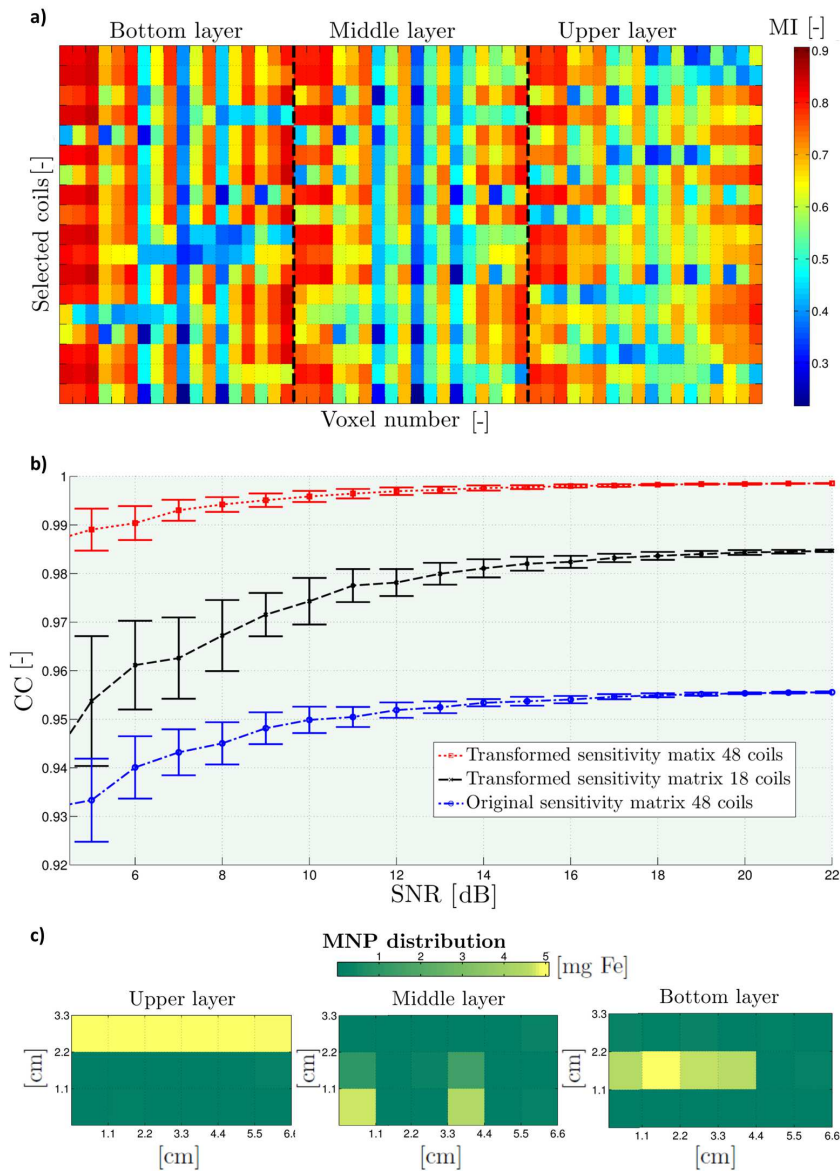 a)
Bottom layer Middle layer Upper layer MI [-]
Selected coils [-]
0.9
0.8
0.7
0.6
0.5
0.4
0.3
Voxel number [-]
b)
CC [-]
1
0.99
0.98
0.97
0.96
0.95
0.94
0.93
0.92
Transformed sensitivity matix 48 coils
Transformed sensitivity matrix 18 coils
Original sensitivity matrix 48 coils
6 8 10 12 14 16 18 20 22
SNR [dB]
c)
MNP distribution
1 2 3 4 5 [mg Fe]
Upper layer Middle layer Bottom layer
3.3 3.3 3.3
2.2 2.2 2.2
[cm] [cm] [cm]
1.1 1.1 1.1
1.1 2.2 3.3 4.4 5.5 6.6 1.1 2.2 3.3 4.4 5.5 6.6 1.1 2.2 3.3 4.4 5.5 6.6
[cm] [cm] [cm]